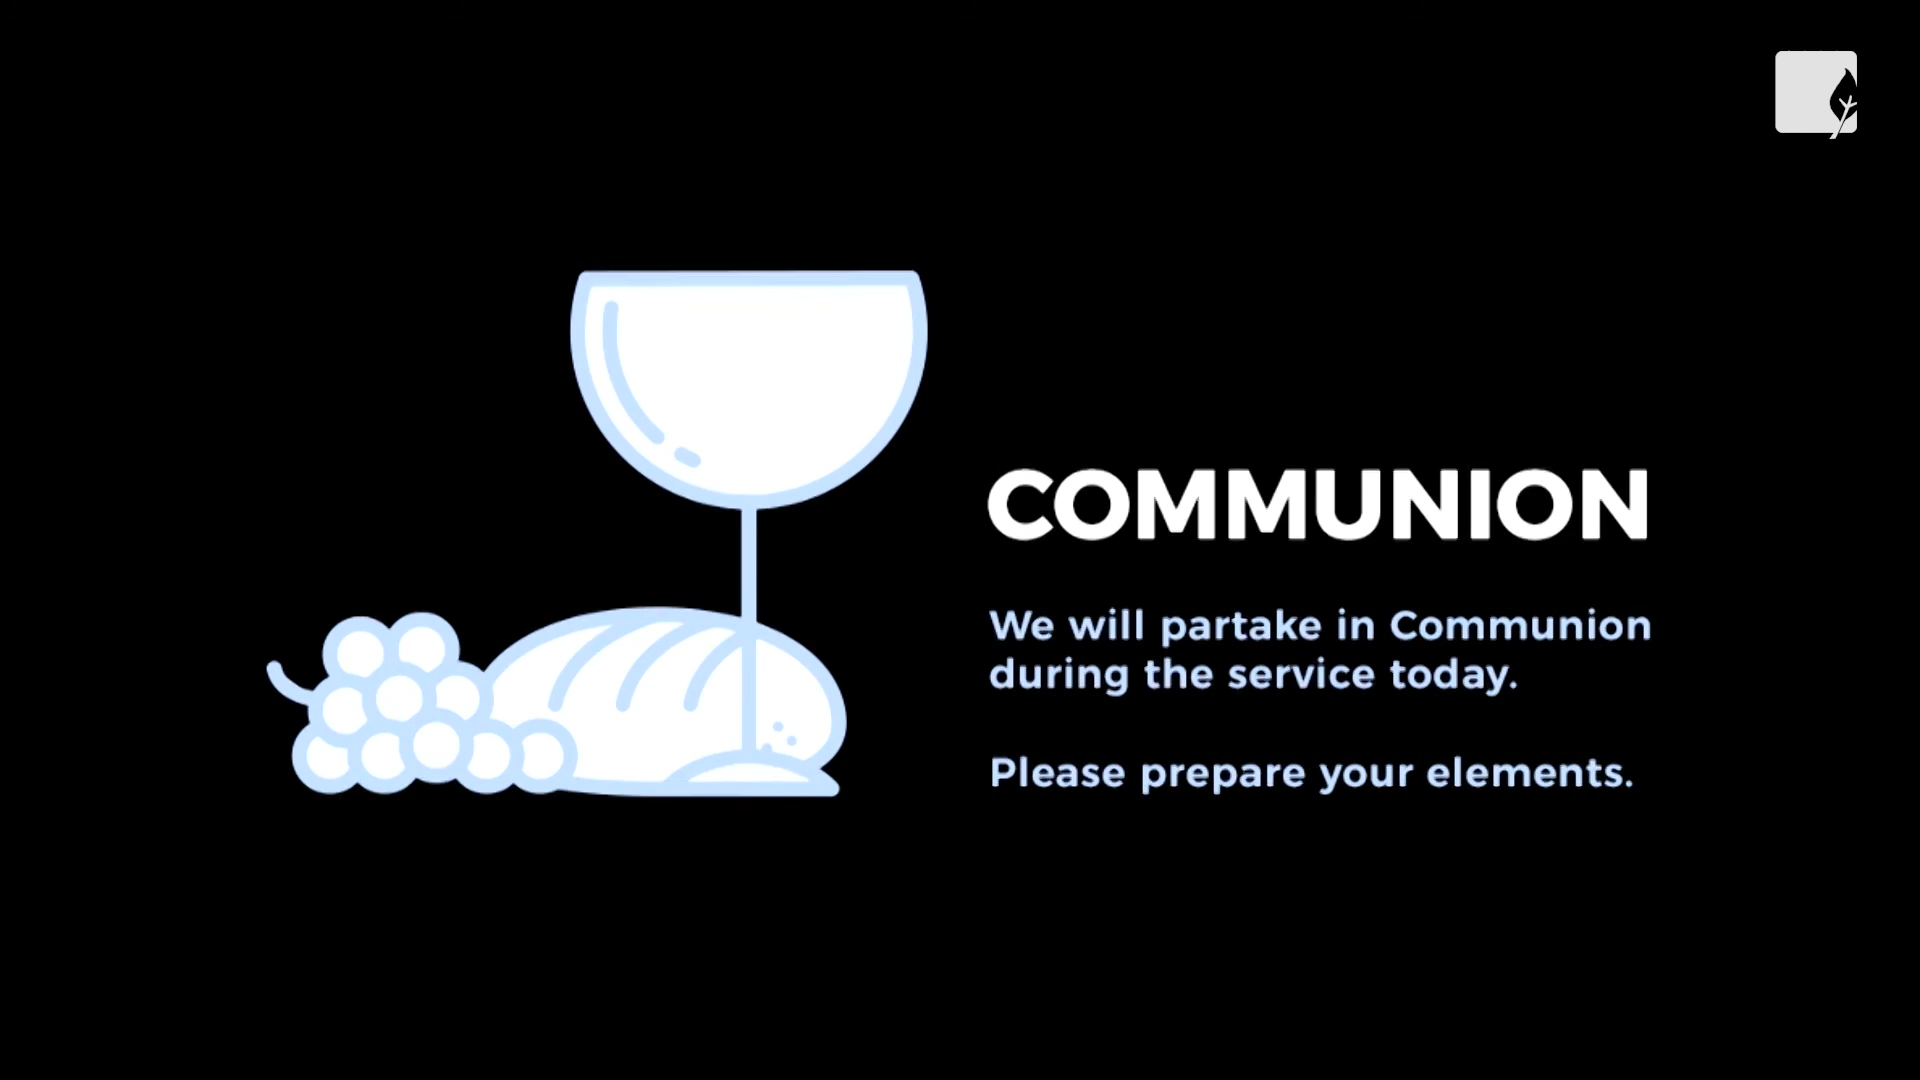 COMMUNION
We will partake in Communion
during the service today.
Please prepare your elements.